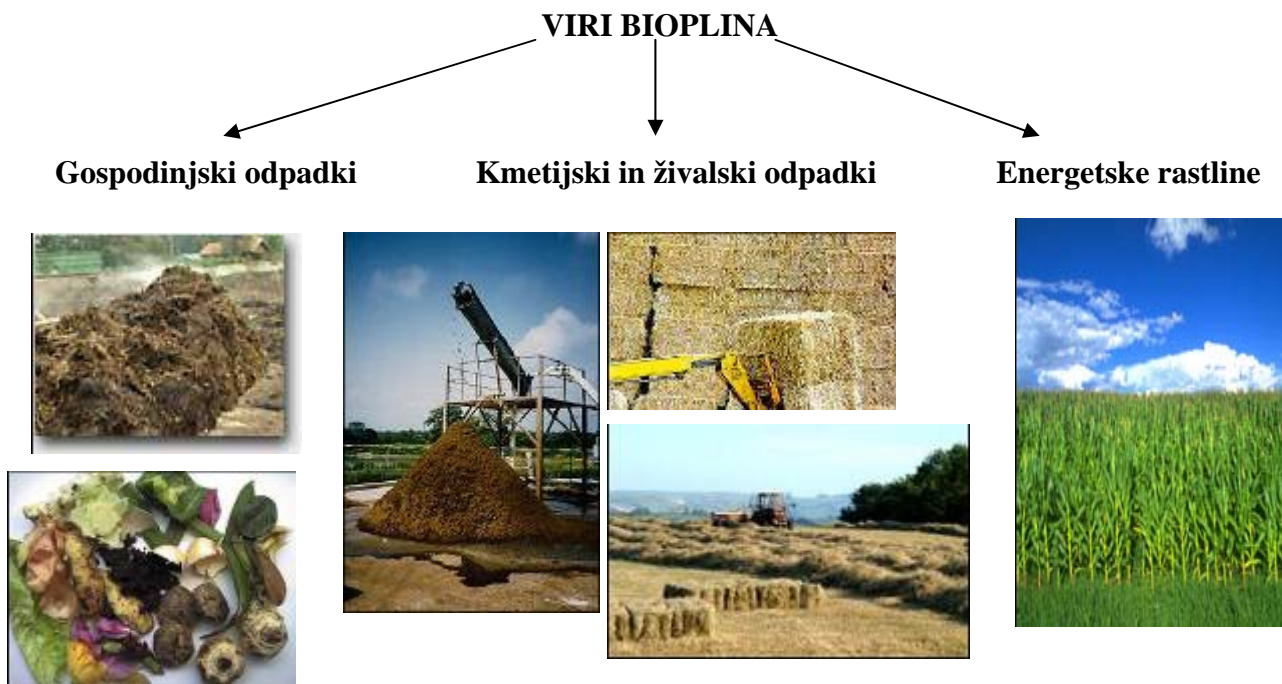 VIRI BIOPLINA
Gospodinjski odpadki
Kmetijski in živalski odpadki
Energetske rastline